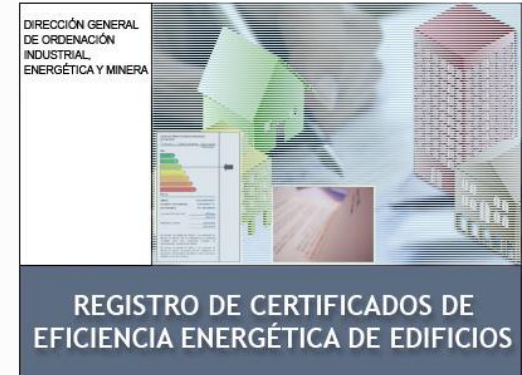 DIRECCIÓN GENERAL
DE ORDENACIÓN
INDUSTRIAL,
ENERGÉTICA Y MINERA
REGISTRO DE CERTIFICADOS DE
EFICIENCIA ENERGÉTICA DE EDIFICIOS